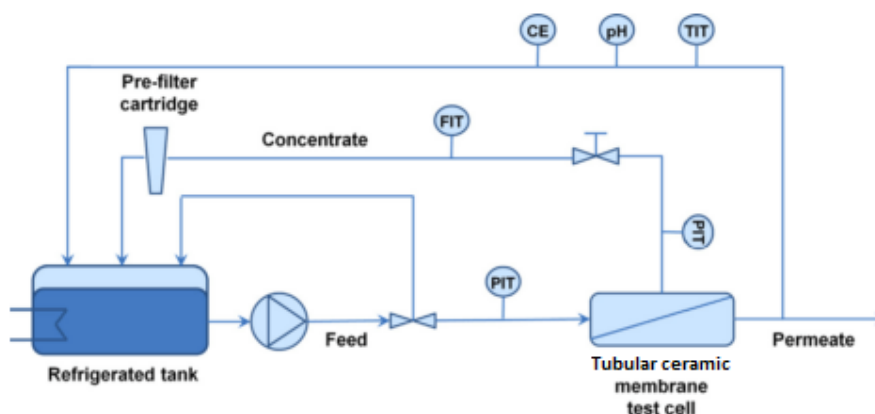 CE
pH
TIT
Pre-filter
cartridge
FIT
Concentrate
PIT
PIT
Feed
Refrigerated tank
Permeate
Tubular ceramic
membrane
test cell